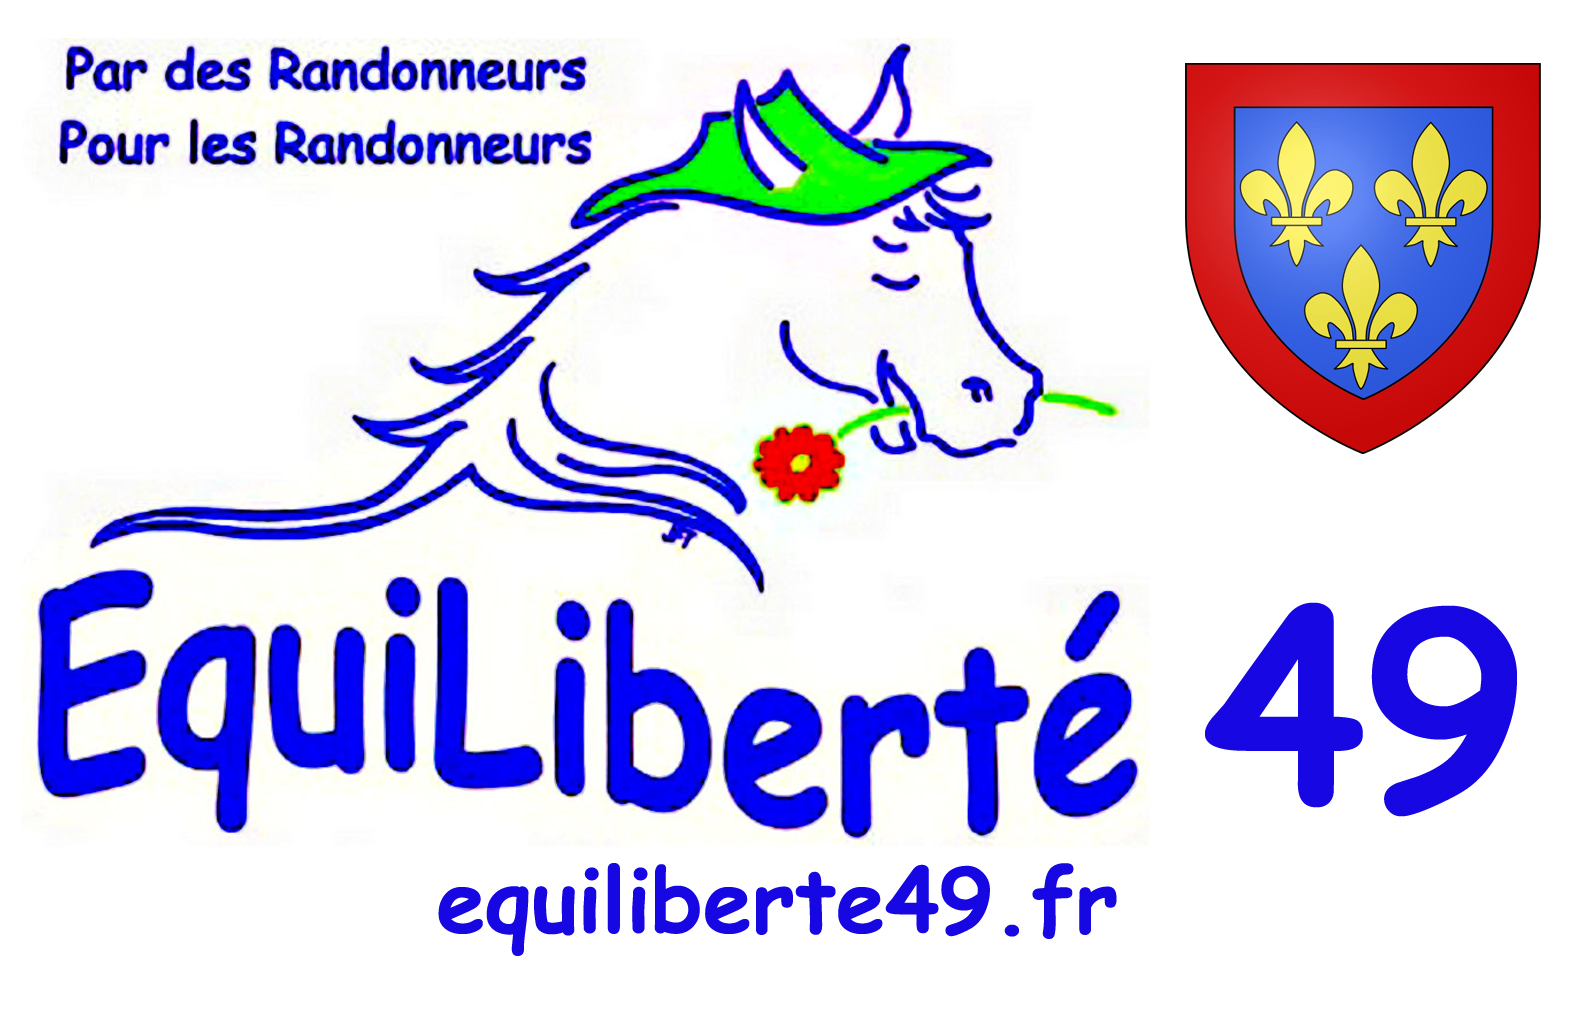 Par des Randonneurs
Pour les Randonneurs
EquiLiberté 49
equiliberte49.fr